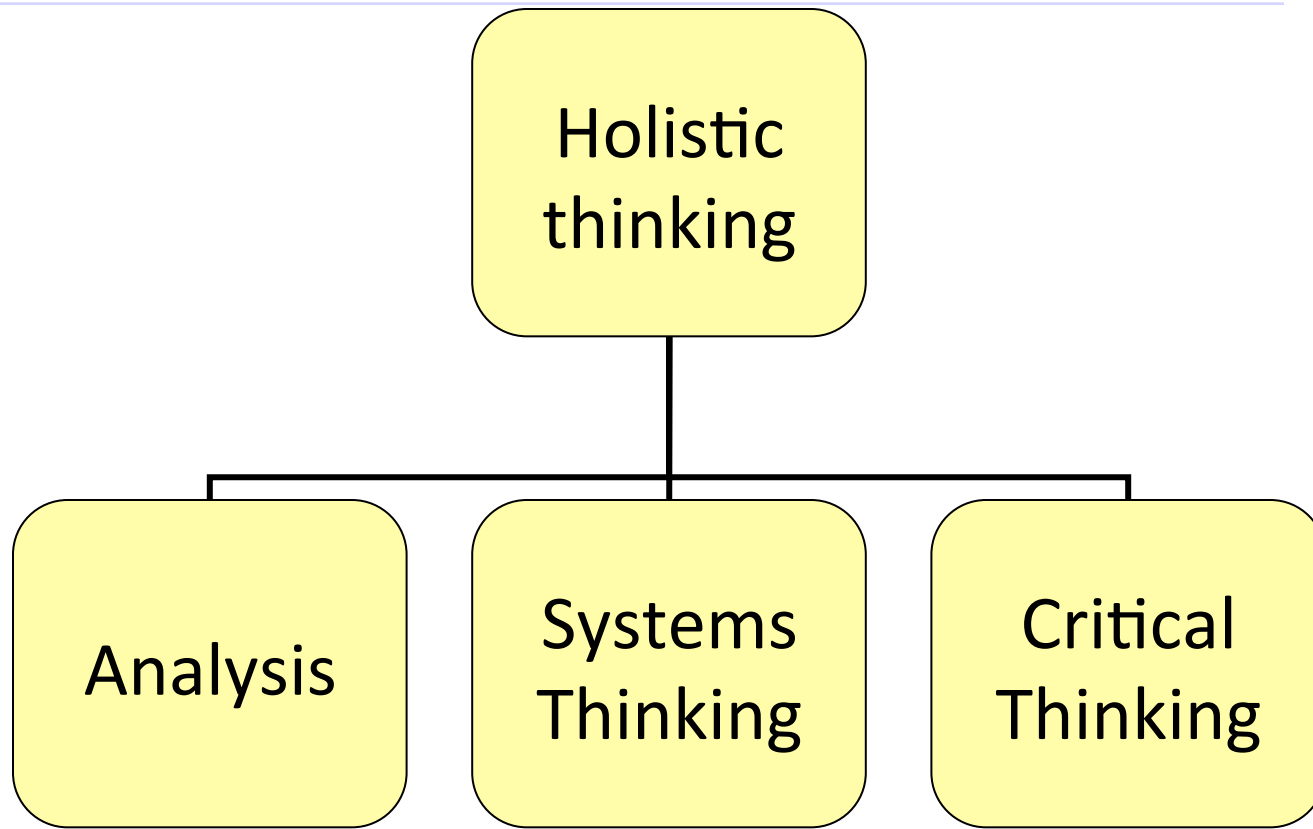 Holistic
thinking
Analysis
Systems
Thinking
Critical
Thinking